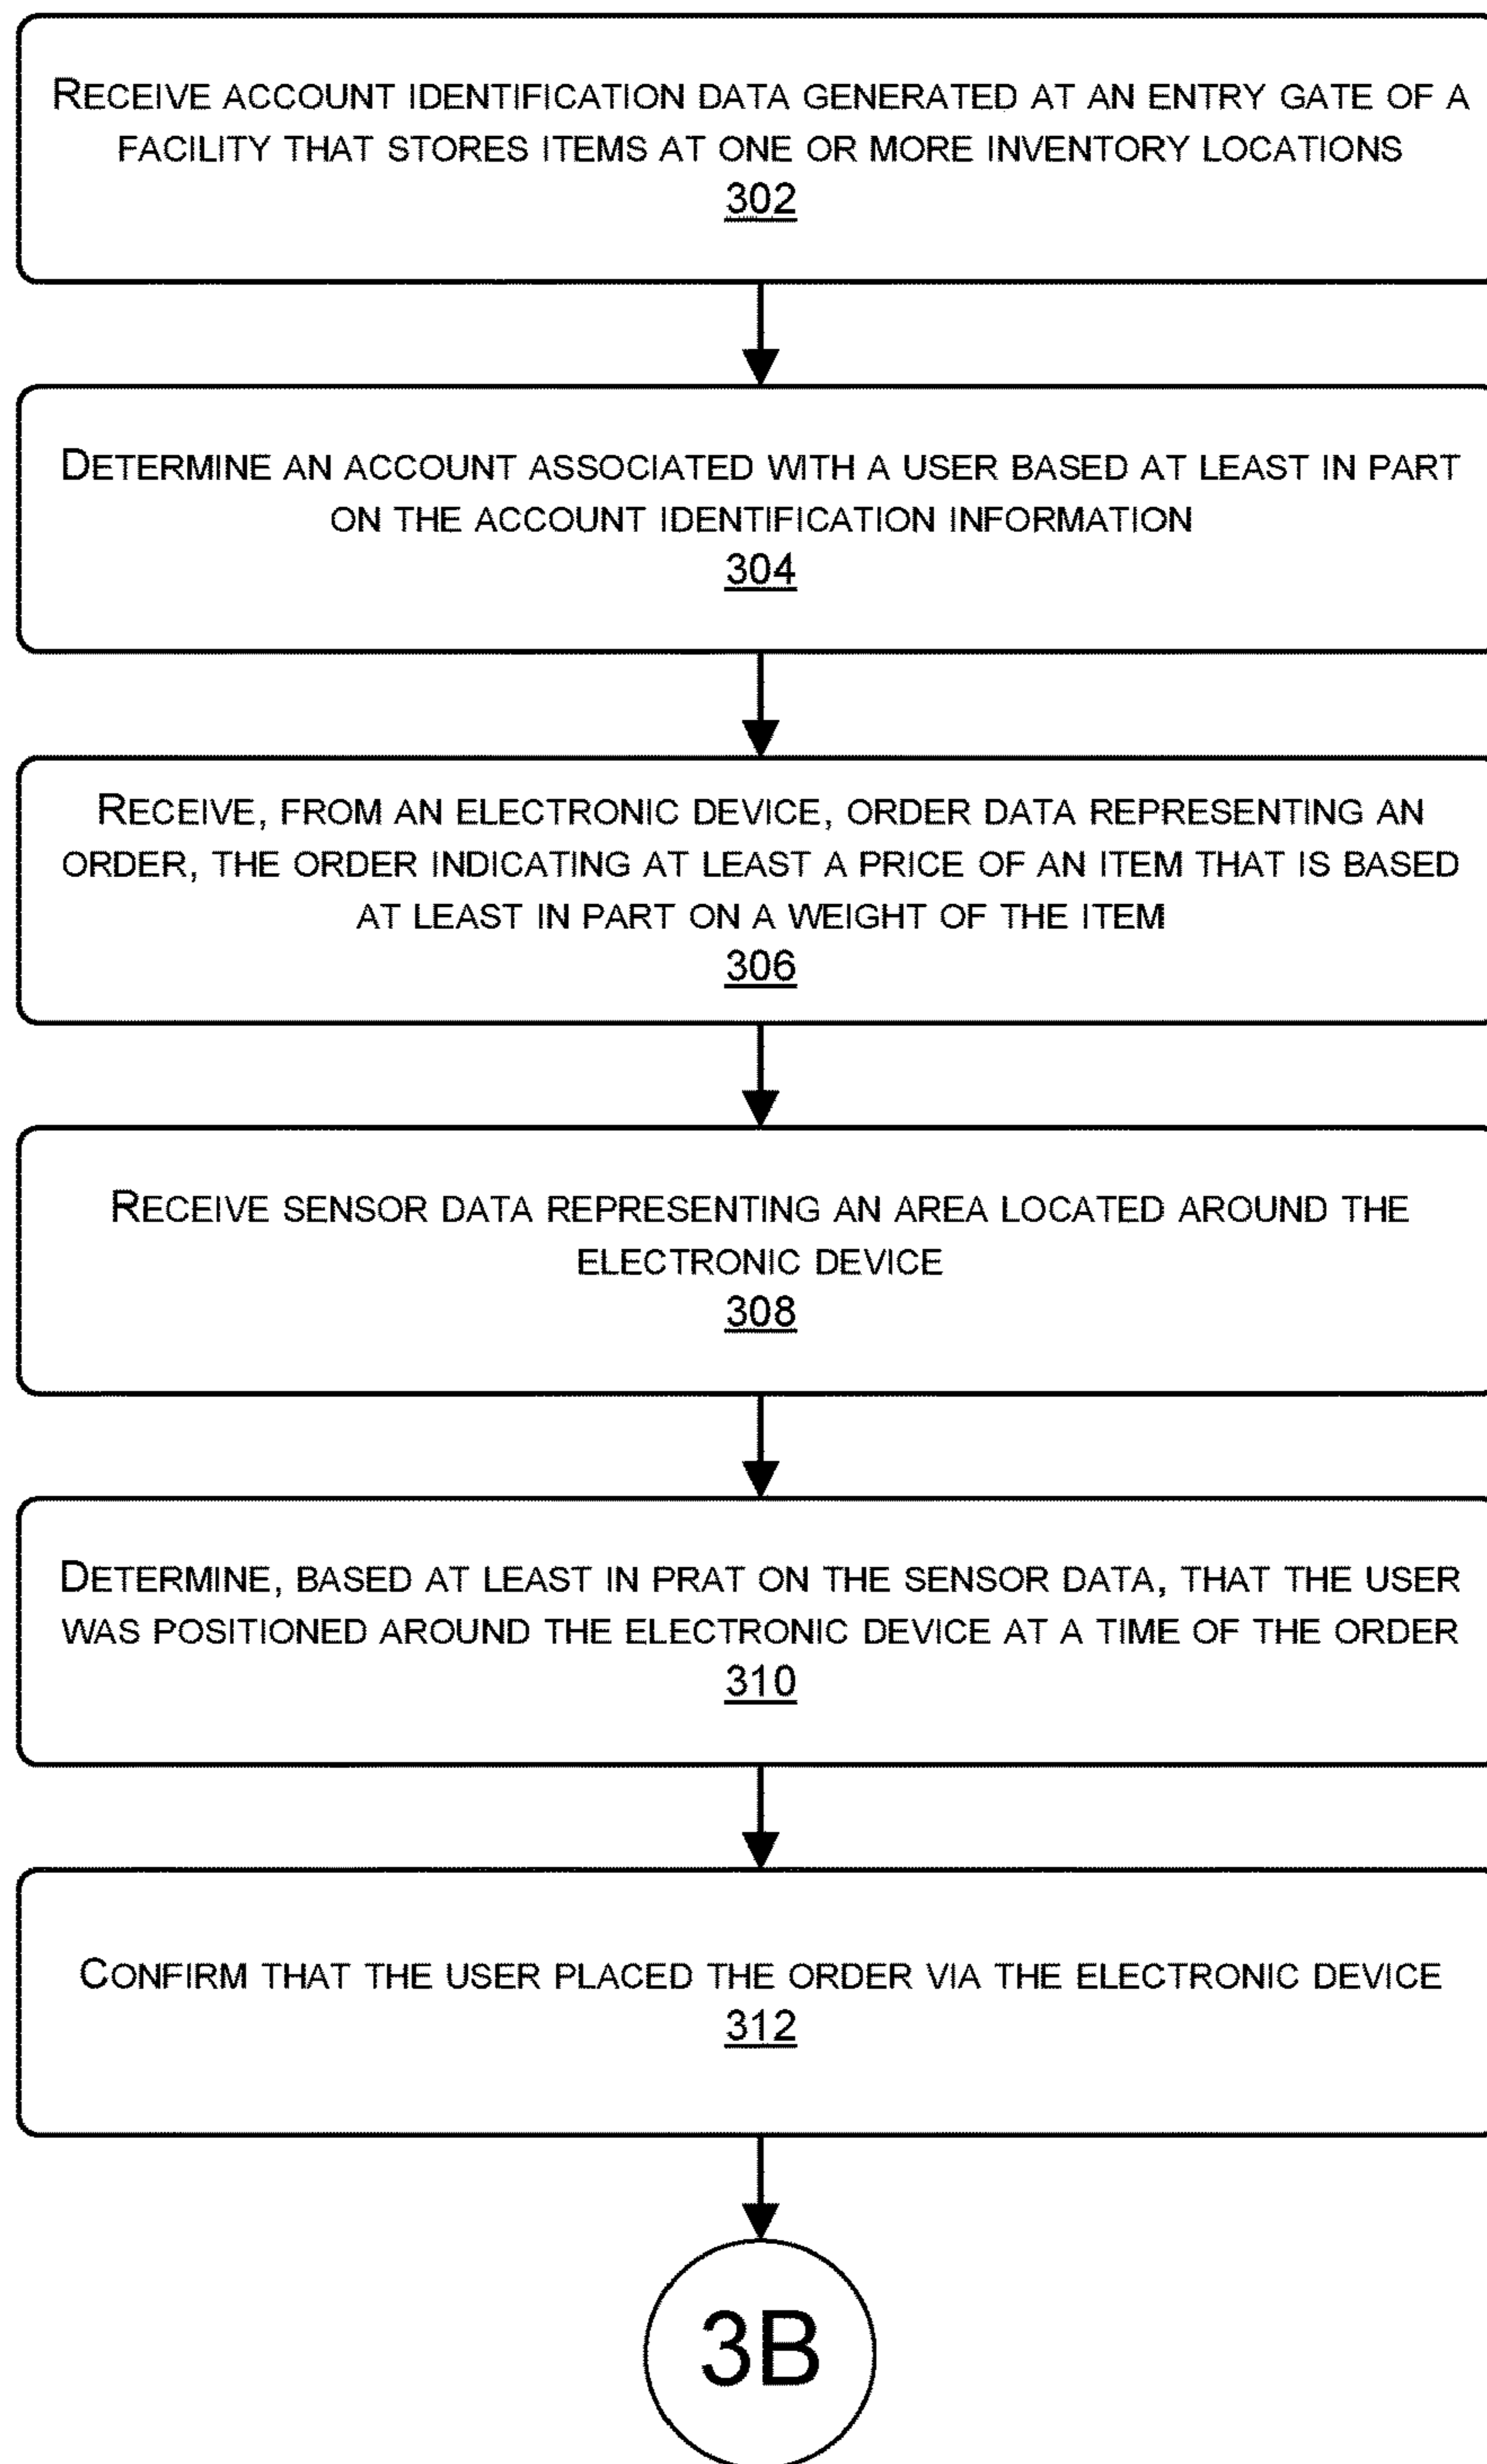 RECEIVE ACCOUNT IDENTIFICATION DATA GENERATED AT AN ENTRY GATE OF A
FACILITY THAT STORES ITEMS AT ONE OR MORE INVENTORY LOCATIONS
302
DETERMINE AN ACCOUNT ASSOCIATED WITH A USER BASED AT LEAST IN PART
ON THE ACCOUNT IDENTIFICATION INFORMATION
304
RECEIVE, FROM AN ELECTRONIC DEVICE, ORDER DATA REPRESENTING AN
ORDER, THE ORDER INDICATING AT LEAST A PRICE OF AN ITEM THAT IS BASED
AT LEAST IN PART ON A WEIGHT OF THE ITEM
306
RECEIVE SENSOR DATA REPRESENTING AN AREA LOCATED AROUND THE
ELECTRONIC DEVICE
308
DETERMINE, BASED AT LEAST IN PRAT ON THE SENSOR DATA, THAT THE USER
WAS POSITIONED AROUND THE ELECTRONIC DEVICE AT A TIME OF THE ORDER
310
CONFIRM THAT THE USER PLACED THE ORDER VIA THE ELECTRONIC DEVICE
312
3B